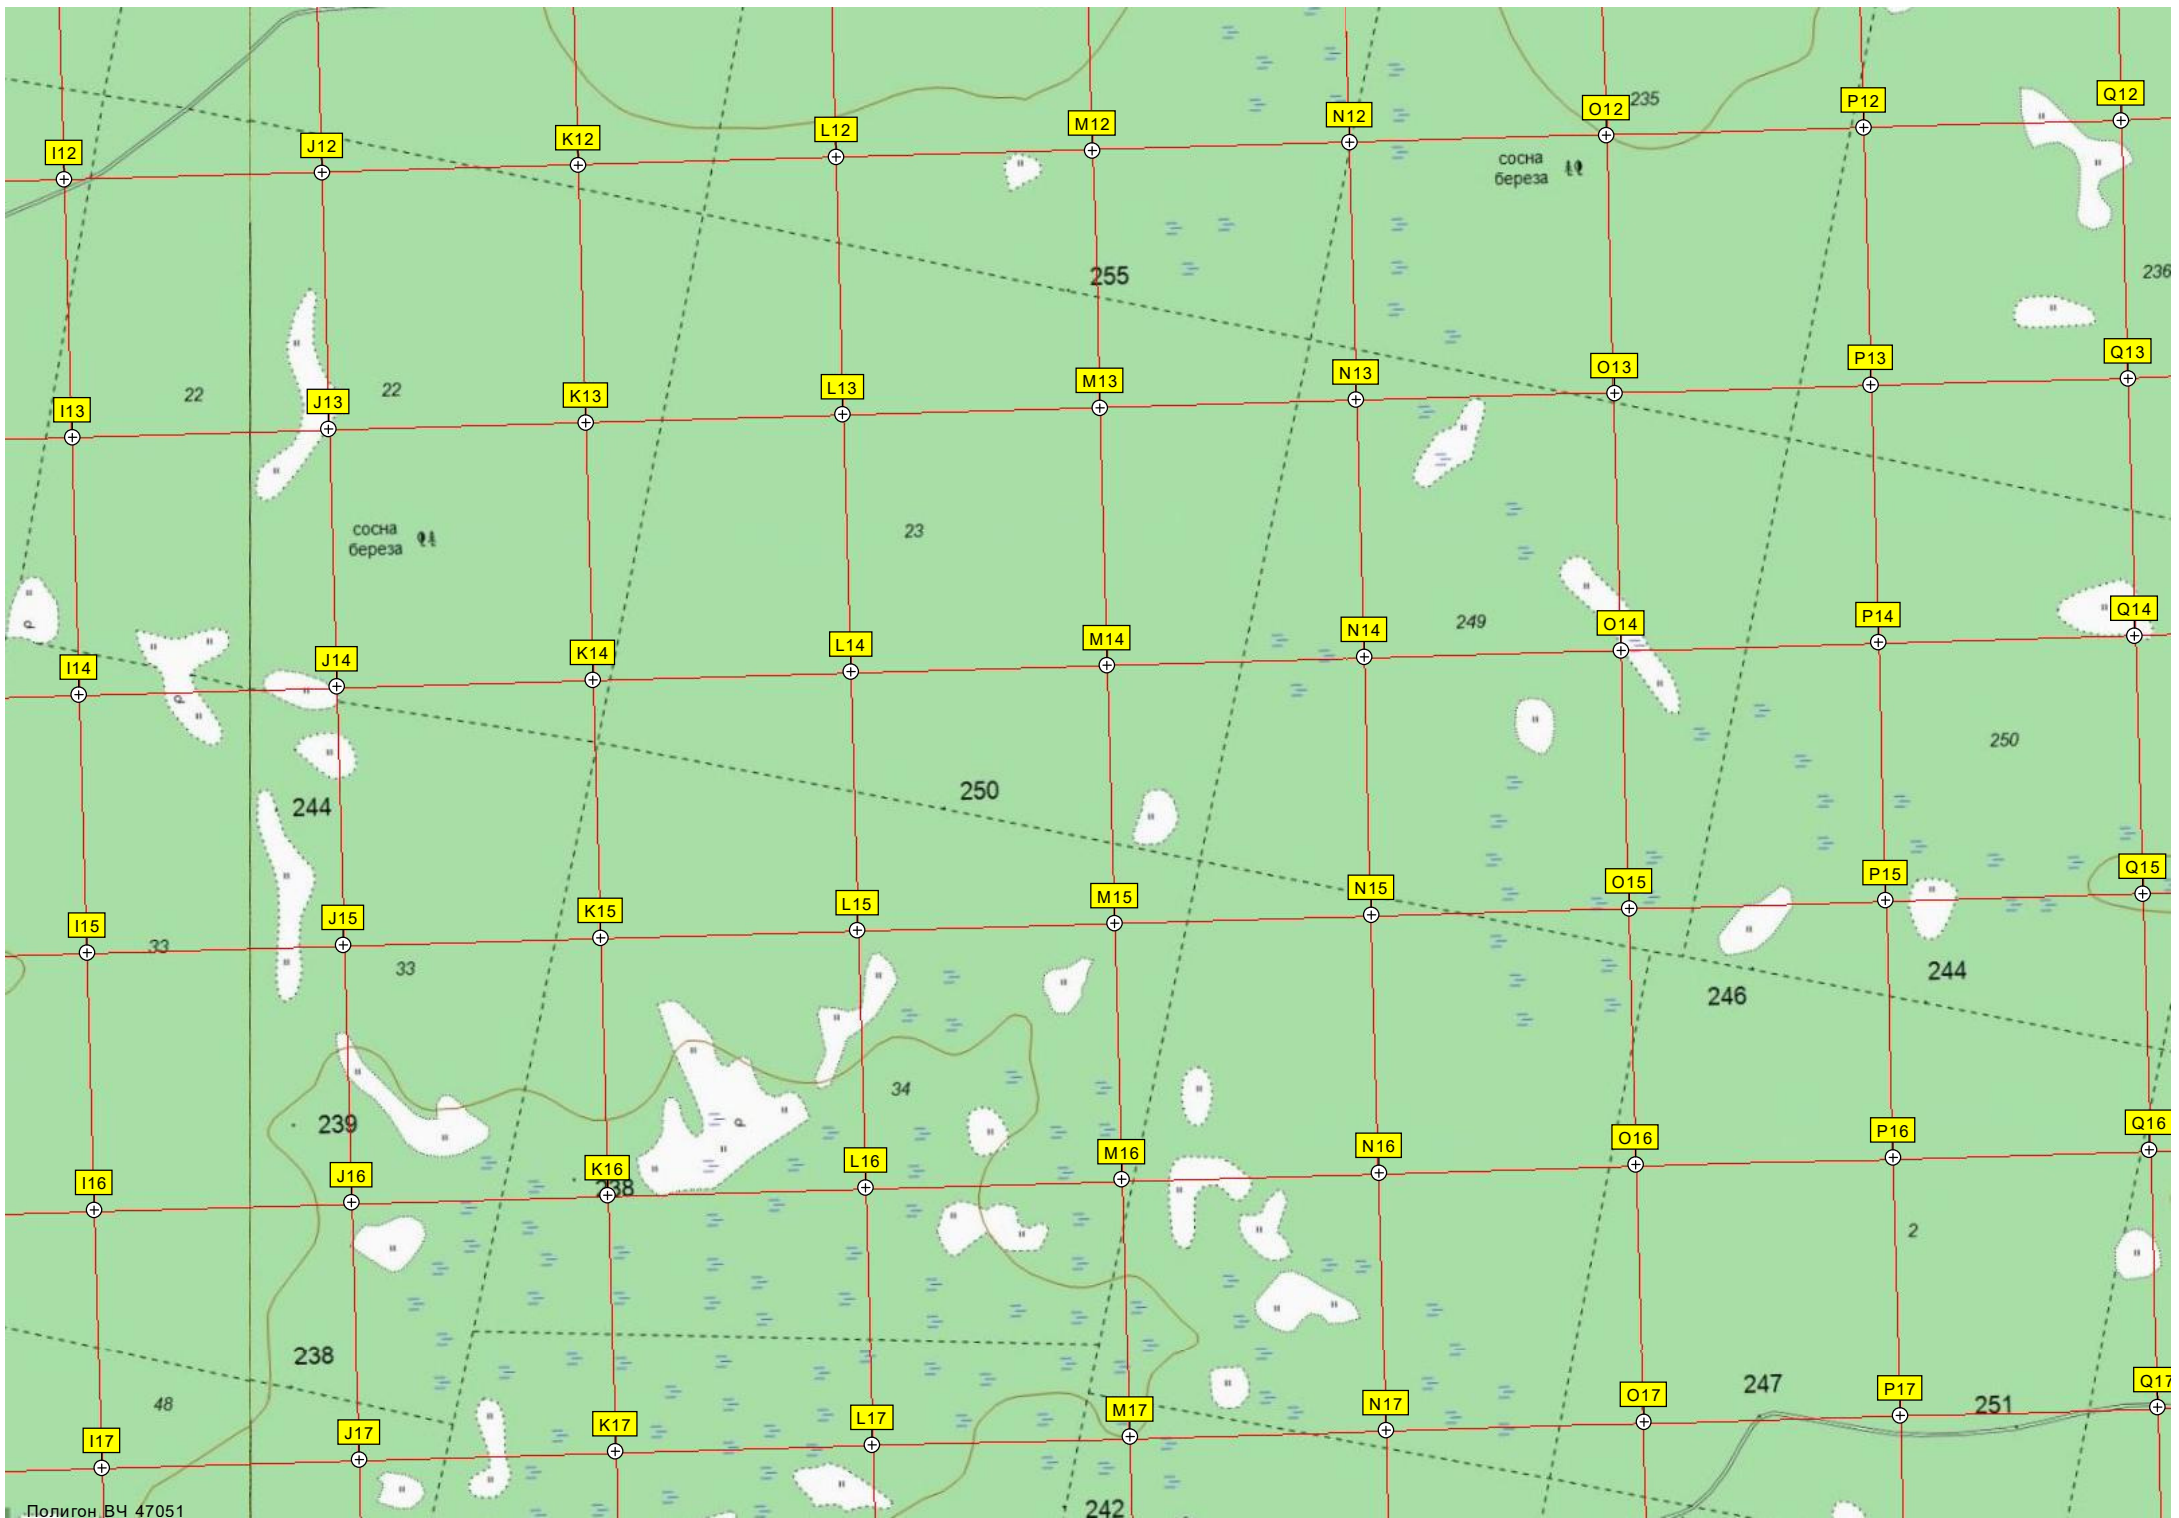 I12
J12
K12
L12
M12
N12
O12
235
P12
Q12
сосна
береза
255
236
I13
22
J13
22
K13
L13
M13
N13
O13
P13
Q13
сосна
береза
23
I14
J14
K14
L14
M14
N14
249
O14
P14
Q14
250
244
250
I15
33
J15
33
K15
L15
M15
N15
O15
P15
Q15
246
244
239
34
I16
J16
K16
238
L16
M16
N16
O16
P16
Q16
2
238
48
247
251
I17
J17
K17
L17
M17
N17
O17
P17
Q17
242
Полигон ВЧ 47051